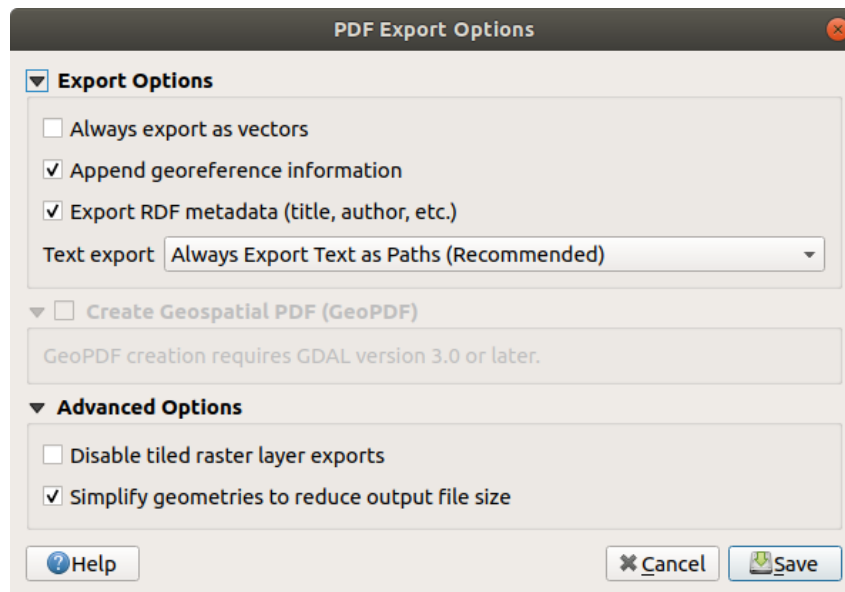 PDF Export Options
Export Options
Always export as vectors
Append georeference information
Export RDF metadata (title, author, etc.)
Text export Always Export Text as Paths (Recommended)
Create Geospatial PDF (GeoPDF)
GeoPDF creation requires GDAL version 3.0 or later.
Advanced Options
Disable tiled raster layer exports
Simplify geometries to reduce output file size
Help Cancel Save